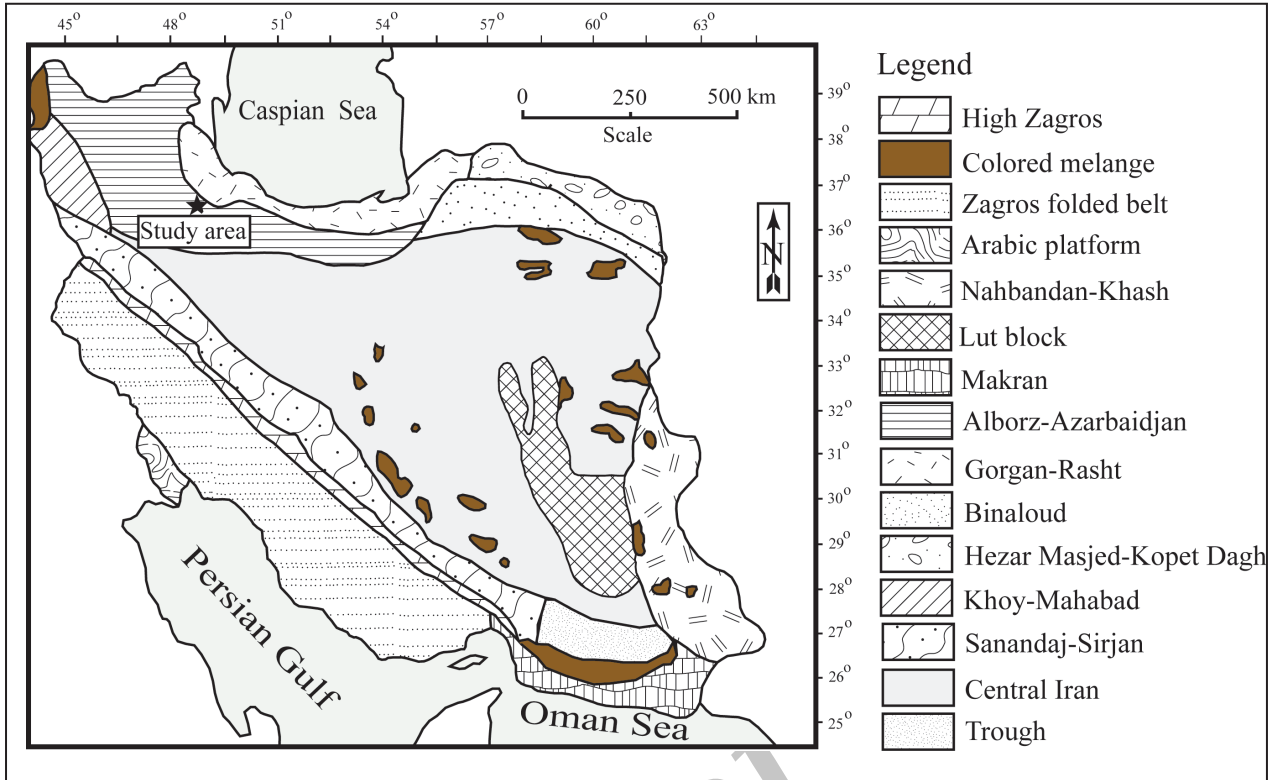 45° 48° 51° 54° 57° 60° 63°
Caspian Sea
0 250 500 km
Scale
39°
38°
37°
36°
35°
34°
33°
32°
31°
30°
29°
28°
27°
26°
25°
Study area
N
Persian Gulf
Oman Sea
Legend
High Zagros
Colored melange
Zagros folded belt
Arabic platform
Nahbandan-Khash
Lut block
Makran
Alborz-Azarbaidjan
Gorgan-Rasht
Binaloud
Hezar Masjed-Kopet Dagh
Khoy-Mahabad
Sanandaj-Sirjan
Central Iran
Trough